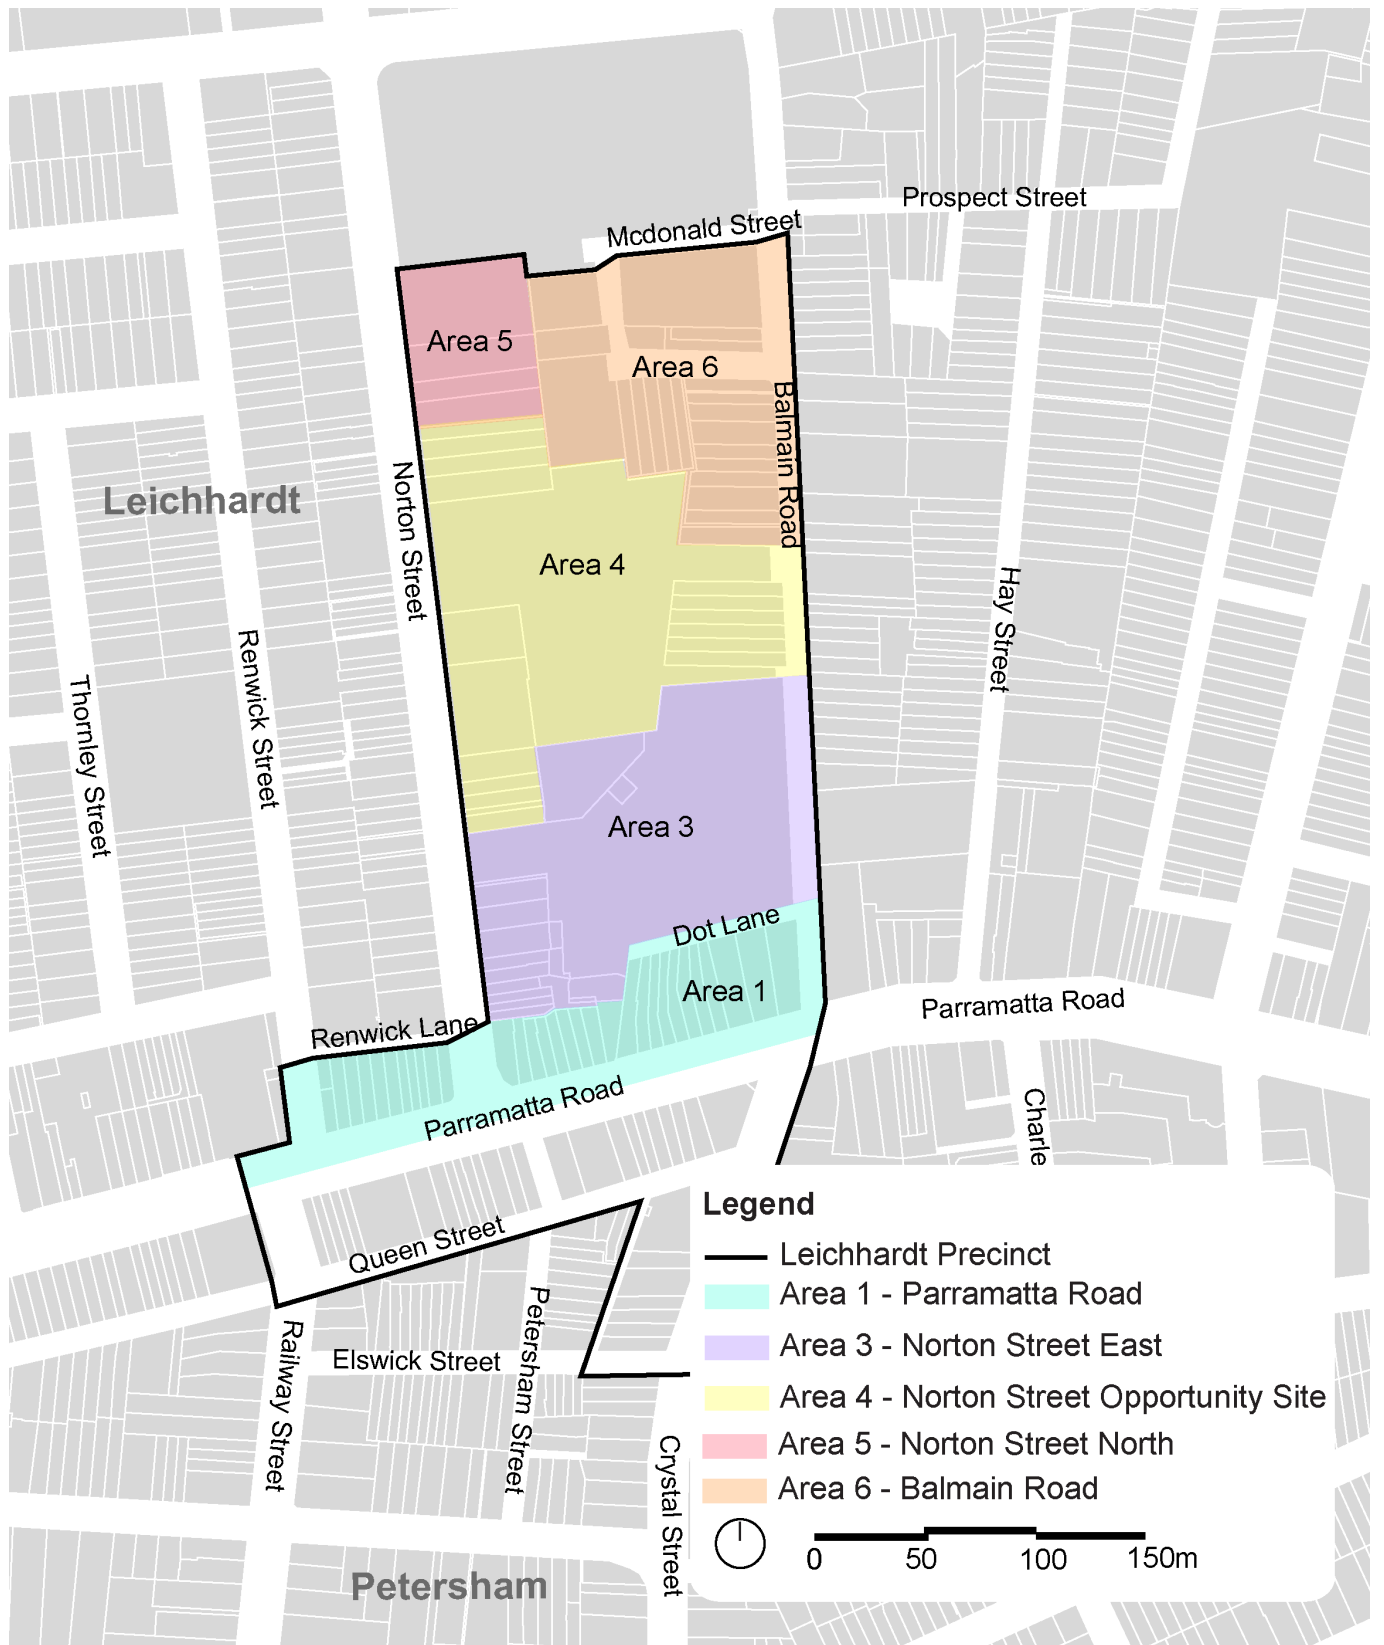 Prospect Street
Mcdonald Street
Area 5
Area 6
Balmain Road
Leichhardt
Norton Street
Area 4
Hay Street
Renwick Street
Thornley Street
Area 3
Dot Lane
Area 1
Parramatta Road
Renwick Lane
Parramatta Road
Charle
Queen Street
Petersham Street
Railway Street
Elswick Street
Crystal Street
Petersham
Legend
Leichhardt Precinct
Area 1 - Parramatta Road
Area 3 - Norton Street East
Area 4 - Norton Street Opportunity Site
Area 5 - Norton Street North
Area 6 - Balmain Road
0 50 100 150m